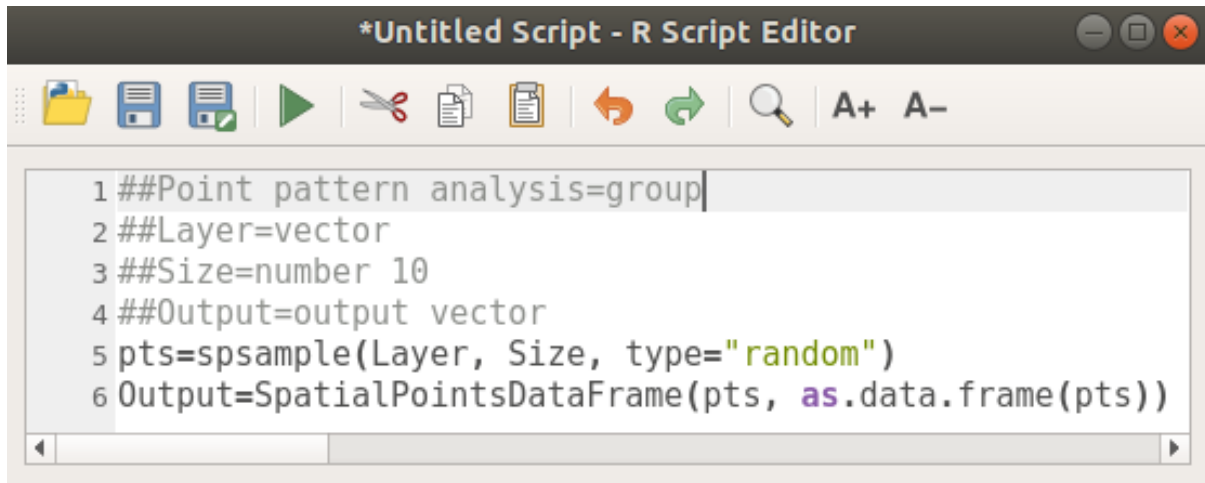 *Untitled Script - R Script Editor
A+ A-
1 ##Point pattern analysis=group
2 ##Layer=vector
3 ##Size=number 10
4 ##Output=output vector
5 pts=spsample(Layer, Size, type="random")
6 Output=SpatialPointsDataFrame(pts, as.data.frame(pts))